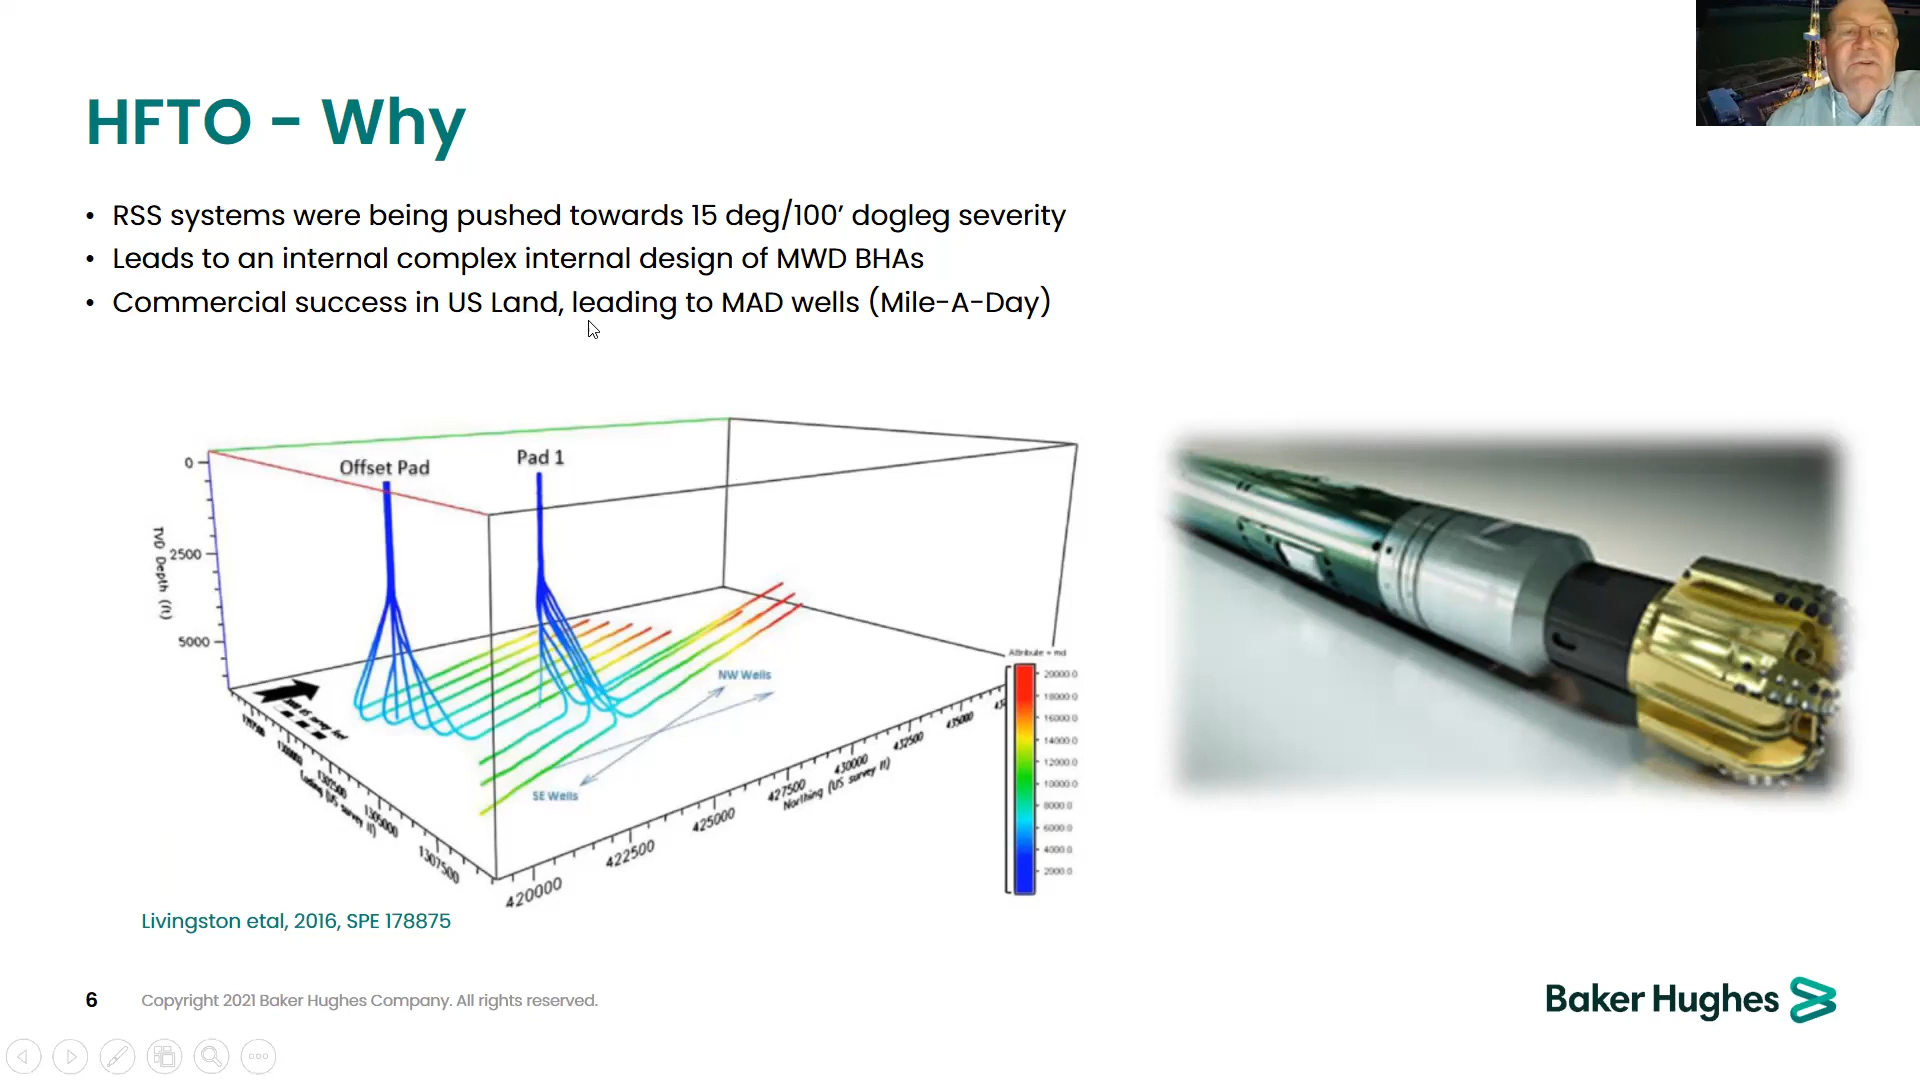 HFTO - Why
• RSS systems were being pushed towards 15 deg/100’ dogleg severity
• Leads to an internal complex internal design of MWD BHAs
• Commercial success in US Land, leading to MAD wells (Mile-A-Day)
Offset Pad
Pad 1
0
2500
5000
TVD Depth (ft)
NW Wells
SE Wells
1305000
1307500
420000
422500
425000
427500
430000
432500
435000
Northing (US survey ft)
Attribute = md
20000.0
18000.0
16000.0
14000.0
12000.0
10000.0
8000.0
6000.0
4000.0
2000.0
Livingston etal, 2016, SPE 178875
6
Copyright 2021 Baker Hughes Company. All rights reserved.
Baker Hughes